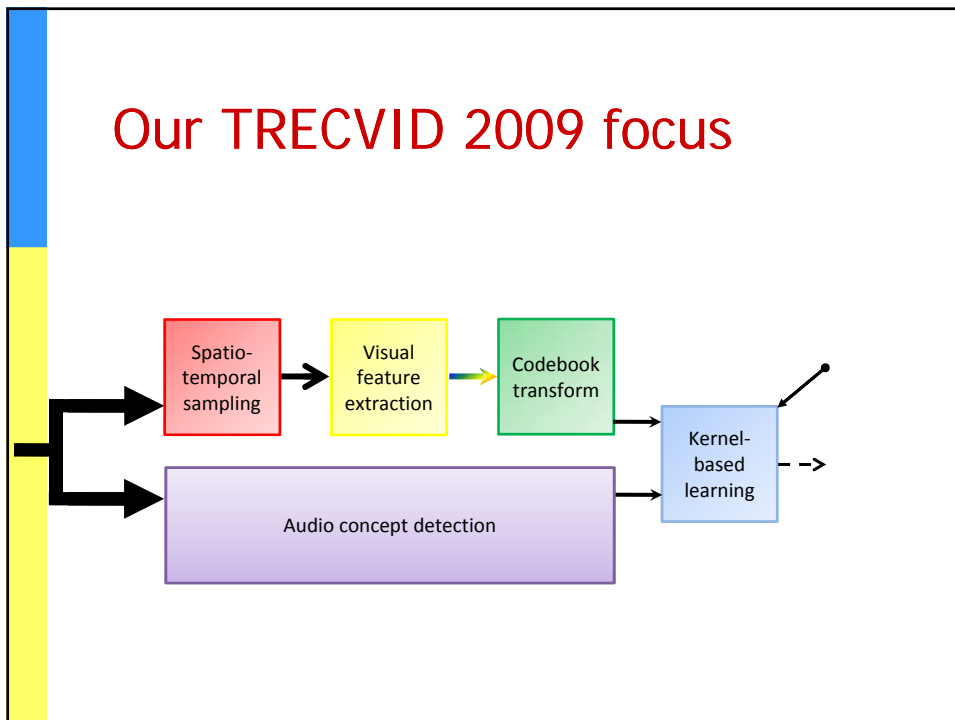 Our TRECVID 2009 focus
Spatio-
temporal
sampling
Visual
feature
extraction
Codebook
transform
Kernel-
based
learning
Audio concept detection